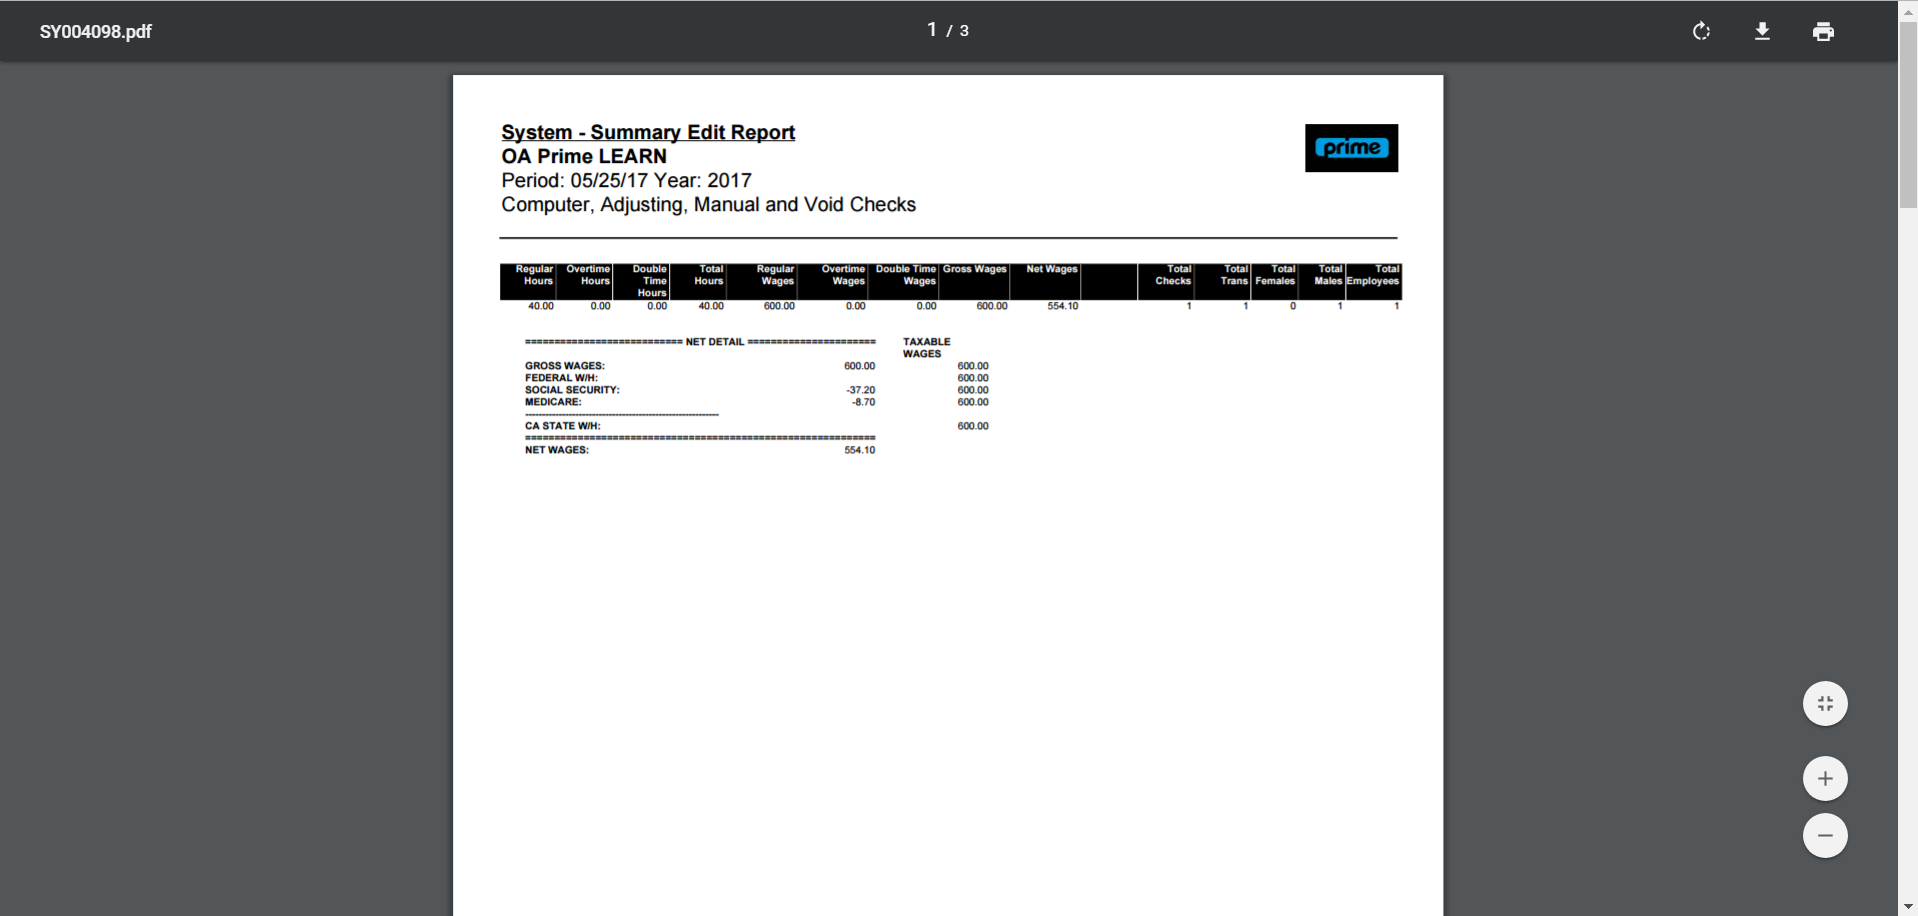 SY004098.pdf
1 / 3
System - Summary Edit Report
OA Prime LEARN
Period: 05/25/17 Year: 2017
Computer, Adjusting, Manual and Void Checks
prime
Regular Hours Overtime Hours Double Time Hours Total Hours Regular Wages Overtime Wages Double Time Wages Gross Wages Net Wages Total Checks Total Trans Total Females Total Males Total Employees
40.00 0.00 0.00 40.00 600.00 0.00 0.00 600.00 554.10 1 1 0 1 1
=========================== NET DETAIL ====================== TAXABLE WAGES
GROSS WAGES: 600.00 600.00
FEDERAL W/H: 600.00
SOCIAL SECURITY: -37.20 600.00
MEDICARE: -8.70 600.00
------------------------------------------------------------
CA STATE W/H: 600.00
============================================================
NET WAGES: 554.10